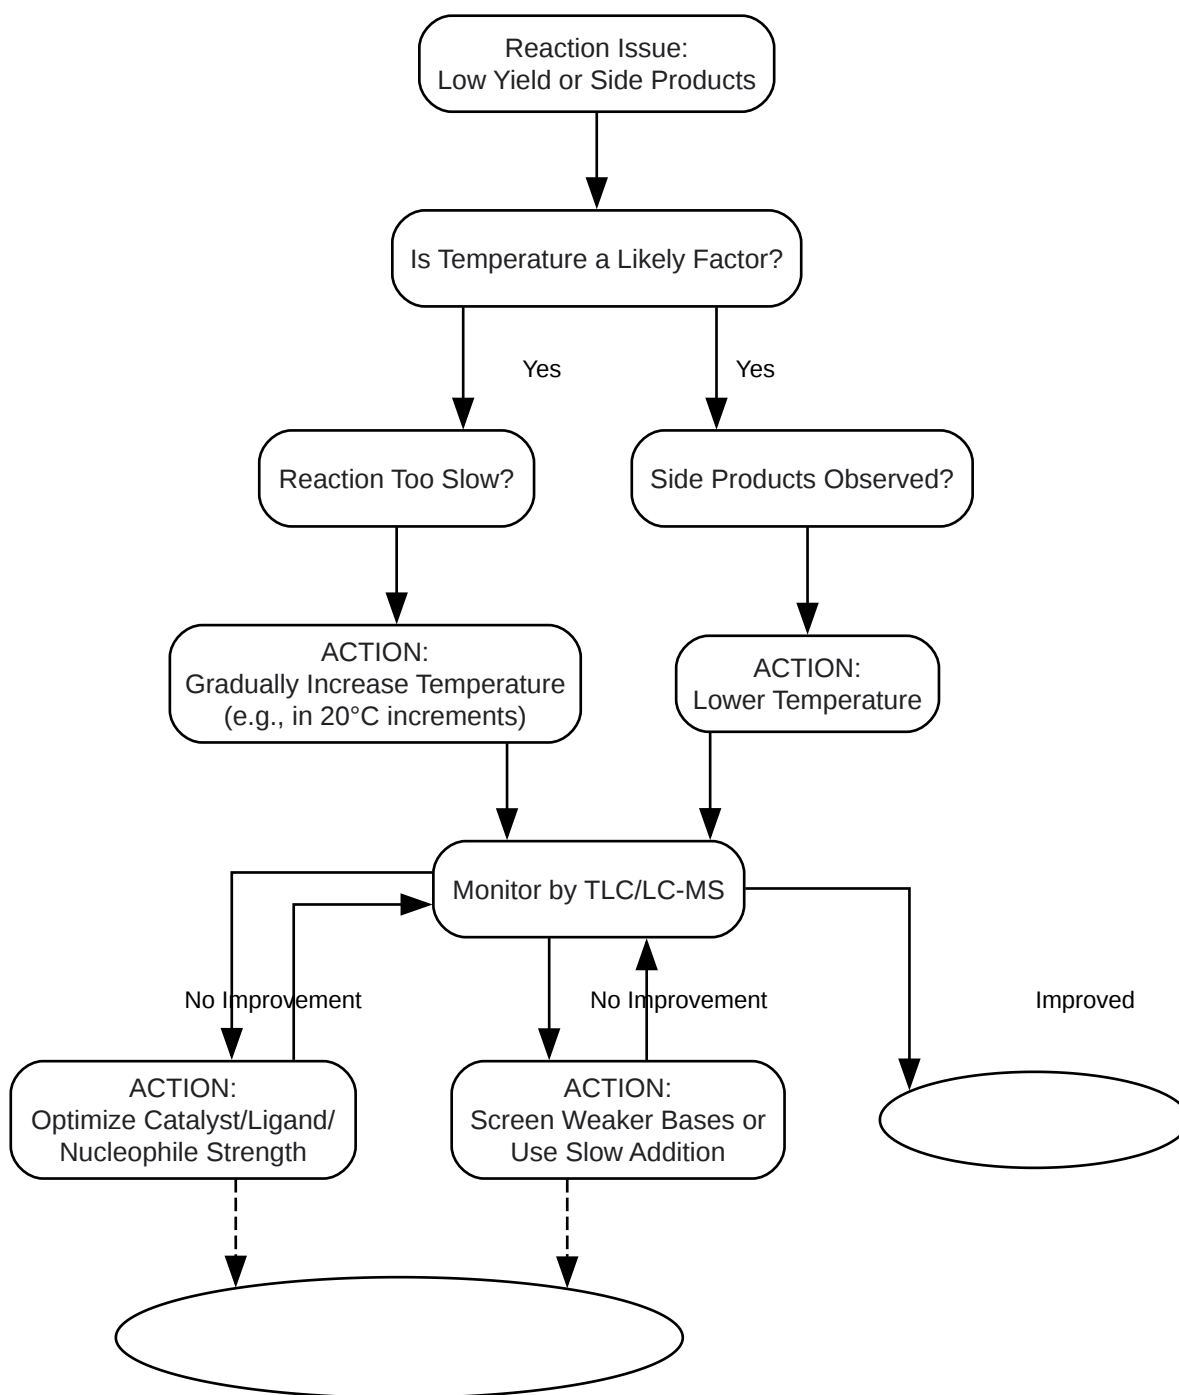 Reaction Issue:
Low Yield or Side Products
Is Temperature a Likely Factor?
Yes
Yes
Reaction Too Slow?
Side Products Observed?
ACTION:
Gradually Increase Temperature
(e.g., in 20°C increments)
ACTION:
Lower Temperature
Monitor by TLC/LC-MS
No Improvement
No Improvement
Improved
ACTION:
Optimize Catalyst/Ligand/
Nucleophile Strength
ACTION:
Screen Weaker Bases or
Use Slow Addition